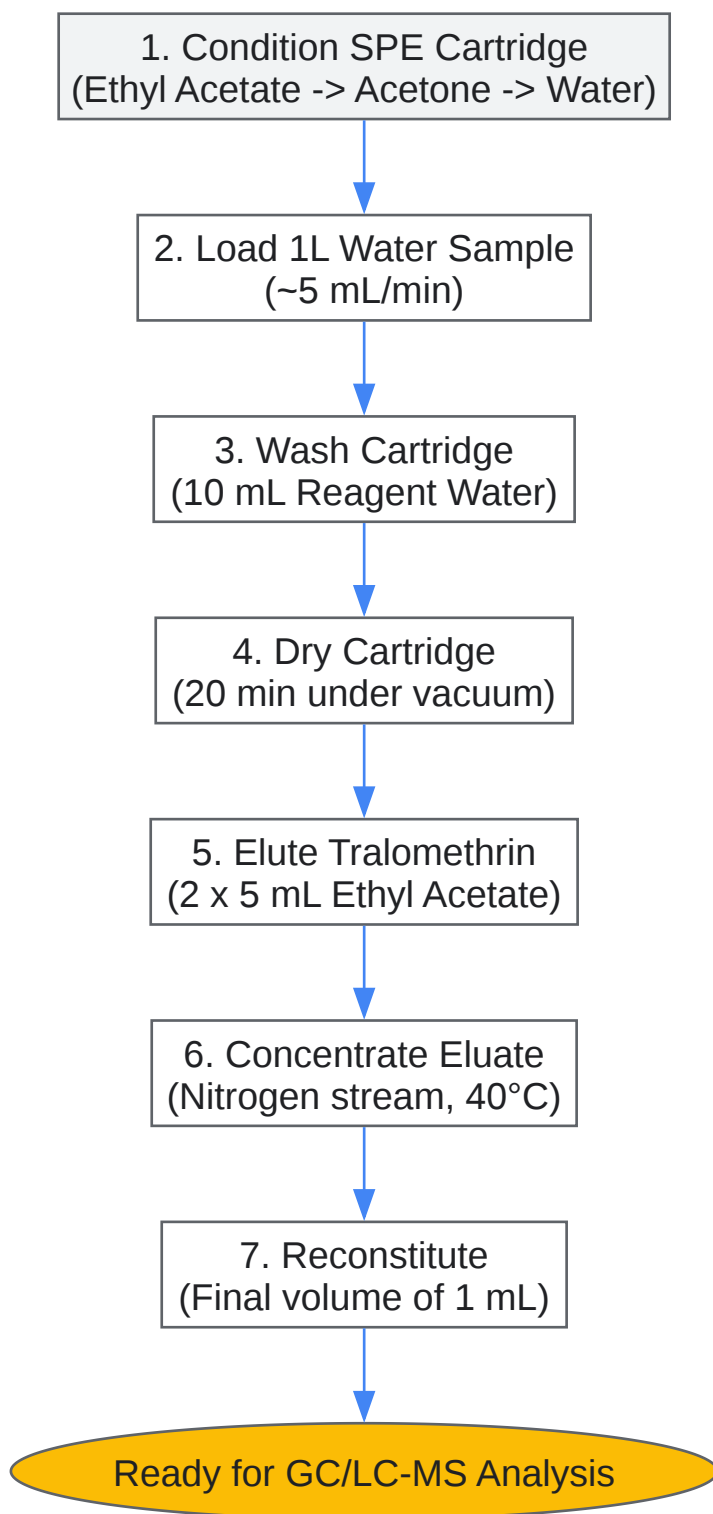 1. Condition SPE Cartridge
(Ethyl Acetate -> Acetone -> Water)
2. Load 1L Water Sample
(~5 mL/min)
3. Wash Cartridge
(10 mL Reagent Water)
4. Dry Cartridge
(20 min under vacuum)
5. Elute Tralomethrin
(2 x 5 mL Ethyl Acetate)
6. Concentrate Eluate
(Nitrogen stream, 40°C)
7. Reconstitute
(Final volume of 1 mL)
Ready for GC/LC-MS Analysis